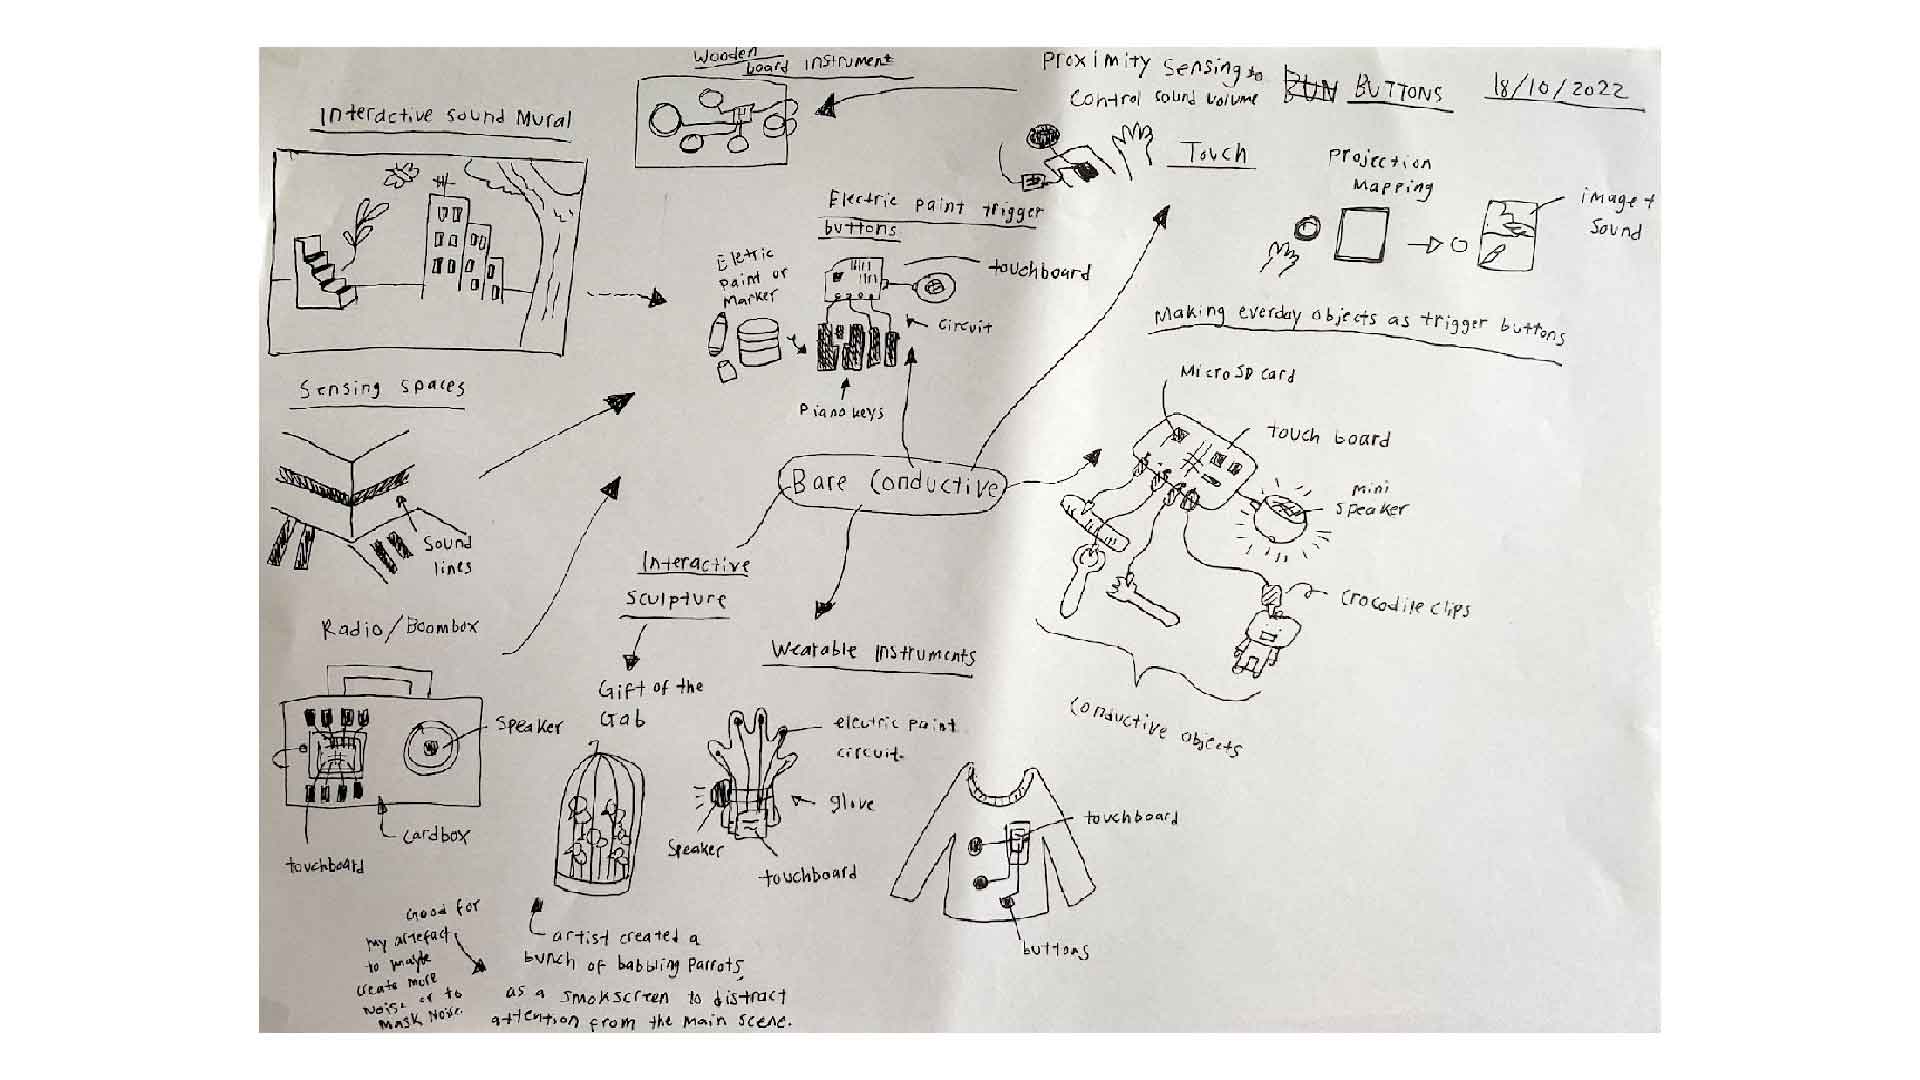 Wooden
board instrument
Proximity Sensing to
Control sound volume
BUN BUTTONS
18/10/2022
Interactive sound Mural
Touch
Projection
Mapping
image +
Sound
Electric paint trigger
buttons
Eletric
paint or
Marker
touchboard
circuit
Piano keys
Making everday objects as trigger buttons
Micro SD card
touch board
mini
speaker
Crocodile clips
Conductive objects
Sensing spaces
Sound
lines
Bare Conductive
Interactive
Sculpture
Radio/Boombox
Speaker
Cardbox
touchboard
Gift of the
Gab
Wearable Instruments
electric paint
circuit.
glove
Speaker
touchboard
touchboard
buttons
Good for
my artefact
to maybe
create more
Noise or to
mask Noise.
artist created a
bunch of babbling parrots,
as a smokscreen to distract
attention from the main scene.